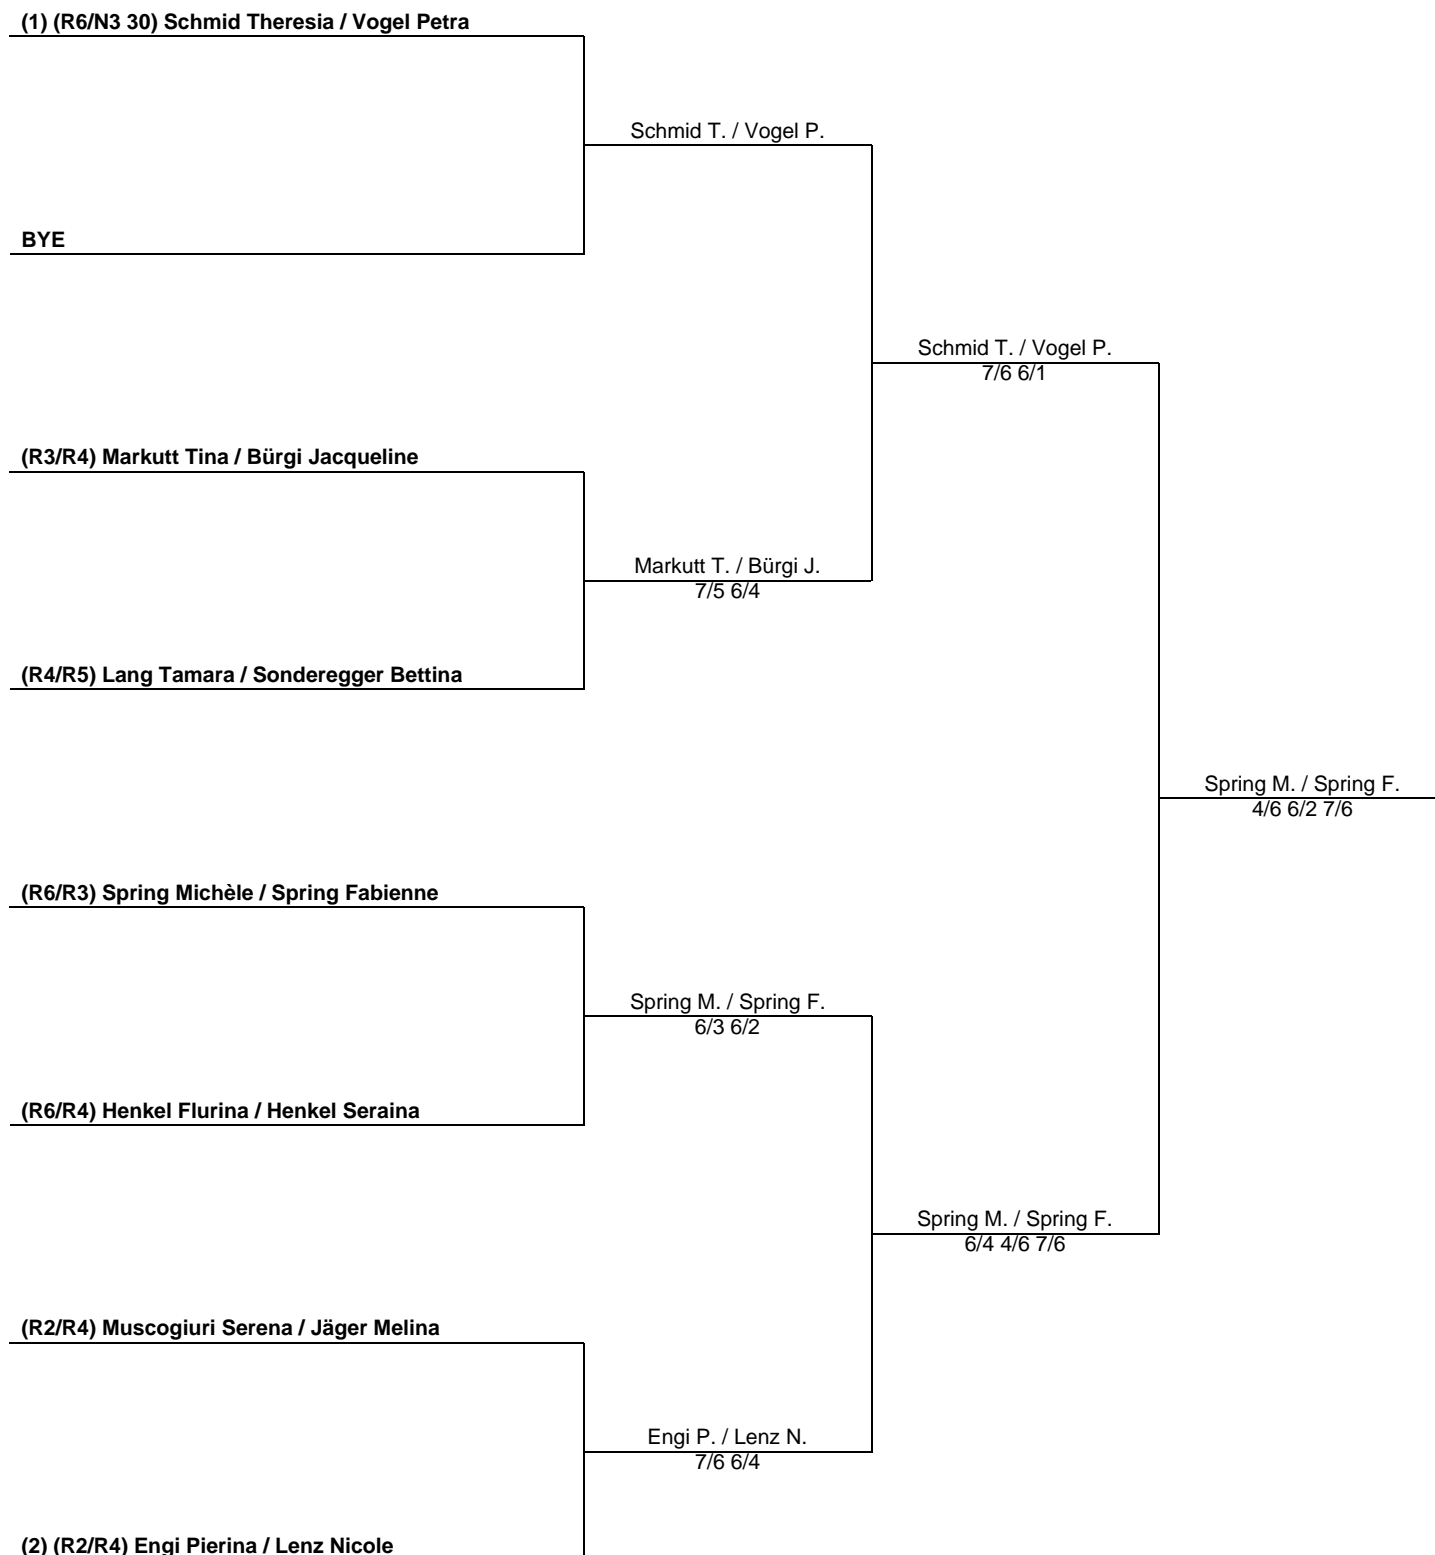 (1) (R6/N3 30) Schmid Theresia / Vogel Petra
Schmid T. / Vogel P.
BYE
Schmid T. / Vogel P.
7/6 6/1
(R3/R4) Markutt Tina / Bürgi Jacqueline
Markutt T. / Bürgi J.
7/5 6/4
(R4/R5) Lang Tamara / Sonderegger Bettina
Spring M. / Spring F.
4/6 6/2 7/6
(R6/R3) Spring Michèle / Spring Fabienne
Spring M. / Spring F.
6/3 6/2
(R6/R4) Henkel Flurina / Henkel Seraina
Spring M. / Spring F.
6/4 4/6 7/6
(R2/R4) Muscogiuri Serena / Jäger Melina
Engi P. / Lenz N.
7/6 6/4
(2) (R2/R4) Engi Pierina / Lenz Nicole